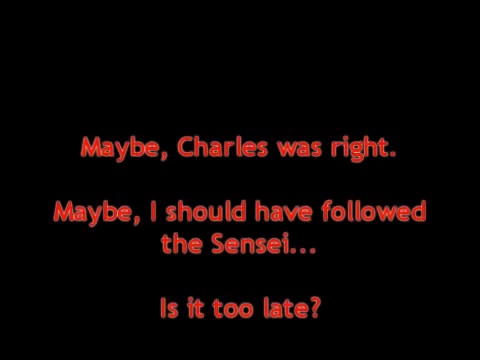 Maybe, Charles was right.
Maybe, I should have followed
the Sensei...
Is it too late?